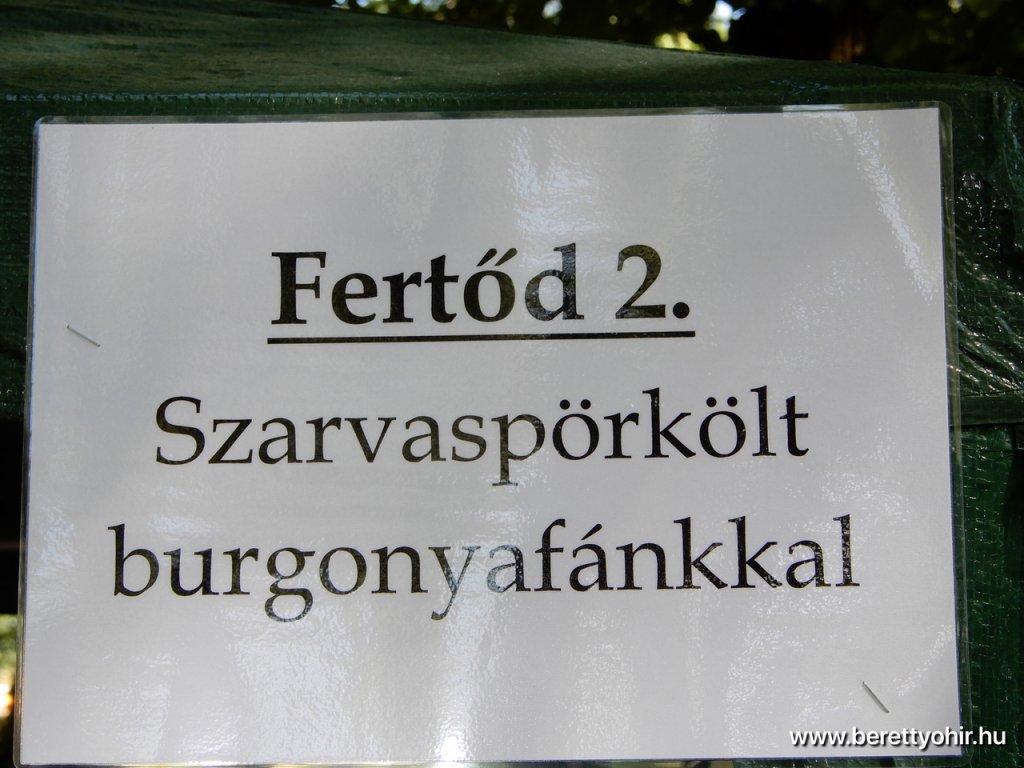 Fertőd 2.
Szarvaspörkölt
burgonyafánkkal
www.berettyohir.hu